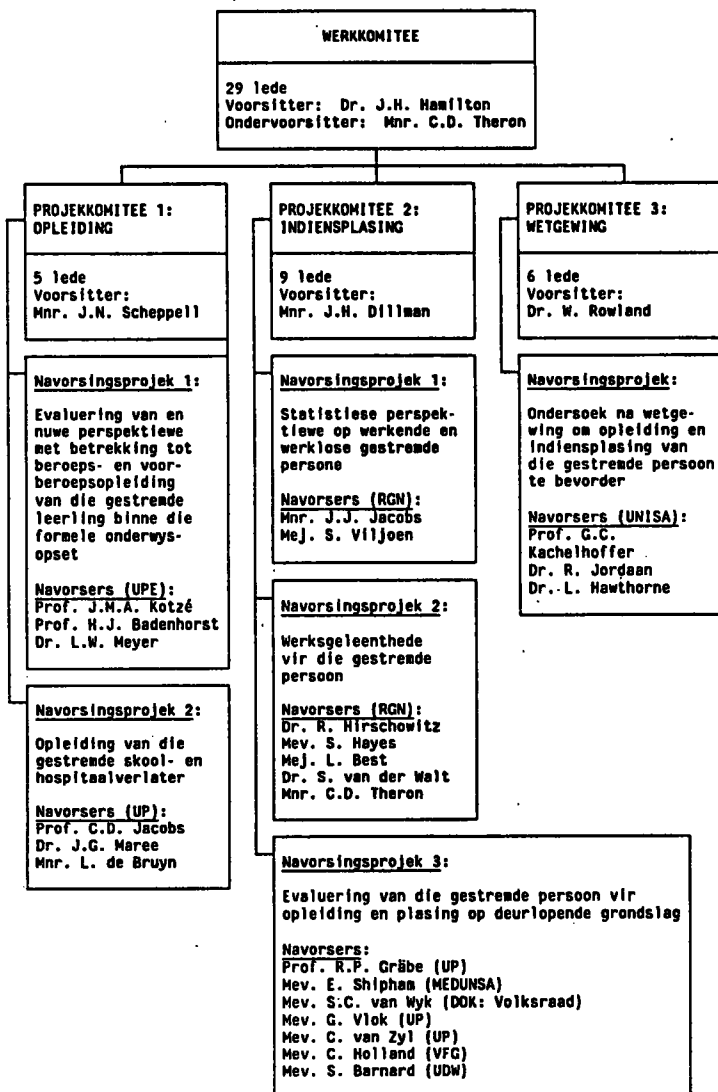 WERKKOMITEE
29 lede
Voorsitter: Dr. J.H. Hamilton
Ondervoorsitter: Mnr. C.D. Theron
PROJEKKOMITEE 1:
OPLEIDING
5 lede
Voorsitter:
Mnr. J.N. Scheppell
Navorsingsprojek 1:
Evaluering van en
nuwe perspektiewe
met betrekking tot
beroeps- en voor-
beroepsopleiding
van die gestremde
leerling binne die
formele onderwys-
opset
Navorsers (UPE):
Prof. J.M.A. Kotzé
Prof. H.J. Badenhorst
Dr. L.W. Meyer
Navorsingsprojek 2:
Opleiding van die
gestremde skool- en
hospitaalverlater
Navorsers (UP):
Prof. C.D. Jacobs
Dr. J.G. Maree
Mnr. L. de Bruyn
PROJEKKOMITEE 2:
INDIENSPLASING
9 lede
Voorsitter:
Mnr. J.H. Dillman
Navorsingsprojek 1:
Statistiese perspek-
tiewe op werkende en
werklose gestremde
persone
Navorsers (RGN):
Mnr. J.J. Jacobs
Mej. S. Viljoen
Navorsingsprojek 2:
Werksgeleenthede
vir die gestremde
persoon
Navorsers (RGN):
Dr. R. Hirschowitz
Mev. S. Hayes
Mej. L. Best
Dr. S. van der Walt
Mnr. C.D. Theron
Navorsingsprojek 3:
Evaluering van die gestremde persoon vir
opleiding en plasing op deurlopende grondslag
Navorsers:
Prof. R.P. Gräbe (UP)
Mev. E. Shipham (MEDUNSA)
Mev. S.C. van Wyk (DOK: Volksraad)
Mev. G. Vlok (UP)
Mev. C. van Zyl (UP)
Mev. C. Holland (VFG)
Mev. S. Barnard (UDW)
PROJEKKOMITEE 3:
WETGEWING
6 lede
Voorsitter:
Dr. W. Rowland
Navorsingsprojek:
Ondersoek na wetge-
wing om opleiding en
indiensplasing van
die gestremde persoon
te bevorder
Navorsers (UNISA):
Prof. G.C.
Kachelhoffer
Dr. R. Jordaan
Dr. L. Hawthorne